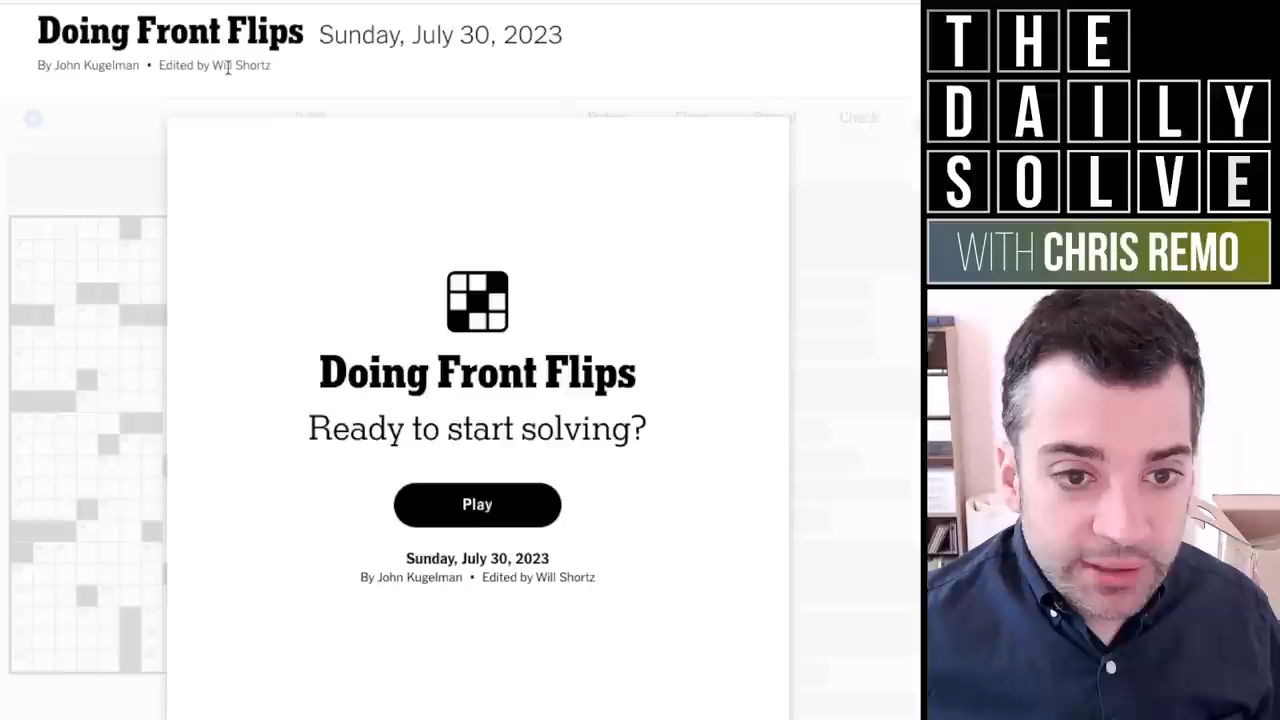 Doing Front Flips Sunday, July 30, 2023
By John Kugelman • Edited by Will Shortz
Check
Doing Front Flips
Ready to start solving?
Play
Sunday, July 30, 2023
By John Kugelman • Edited by Will Shortz
THE
DAILY
SOLVE
WITH CHRIS REMO